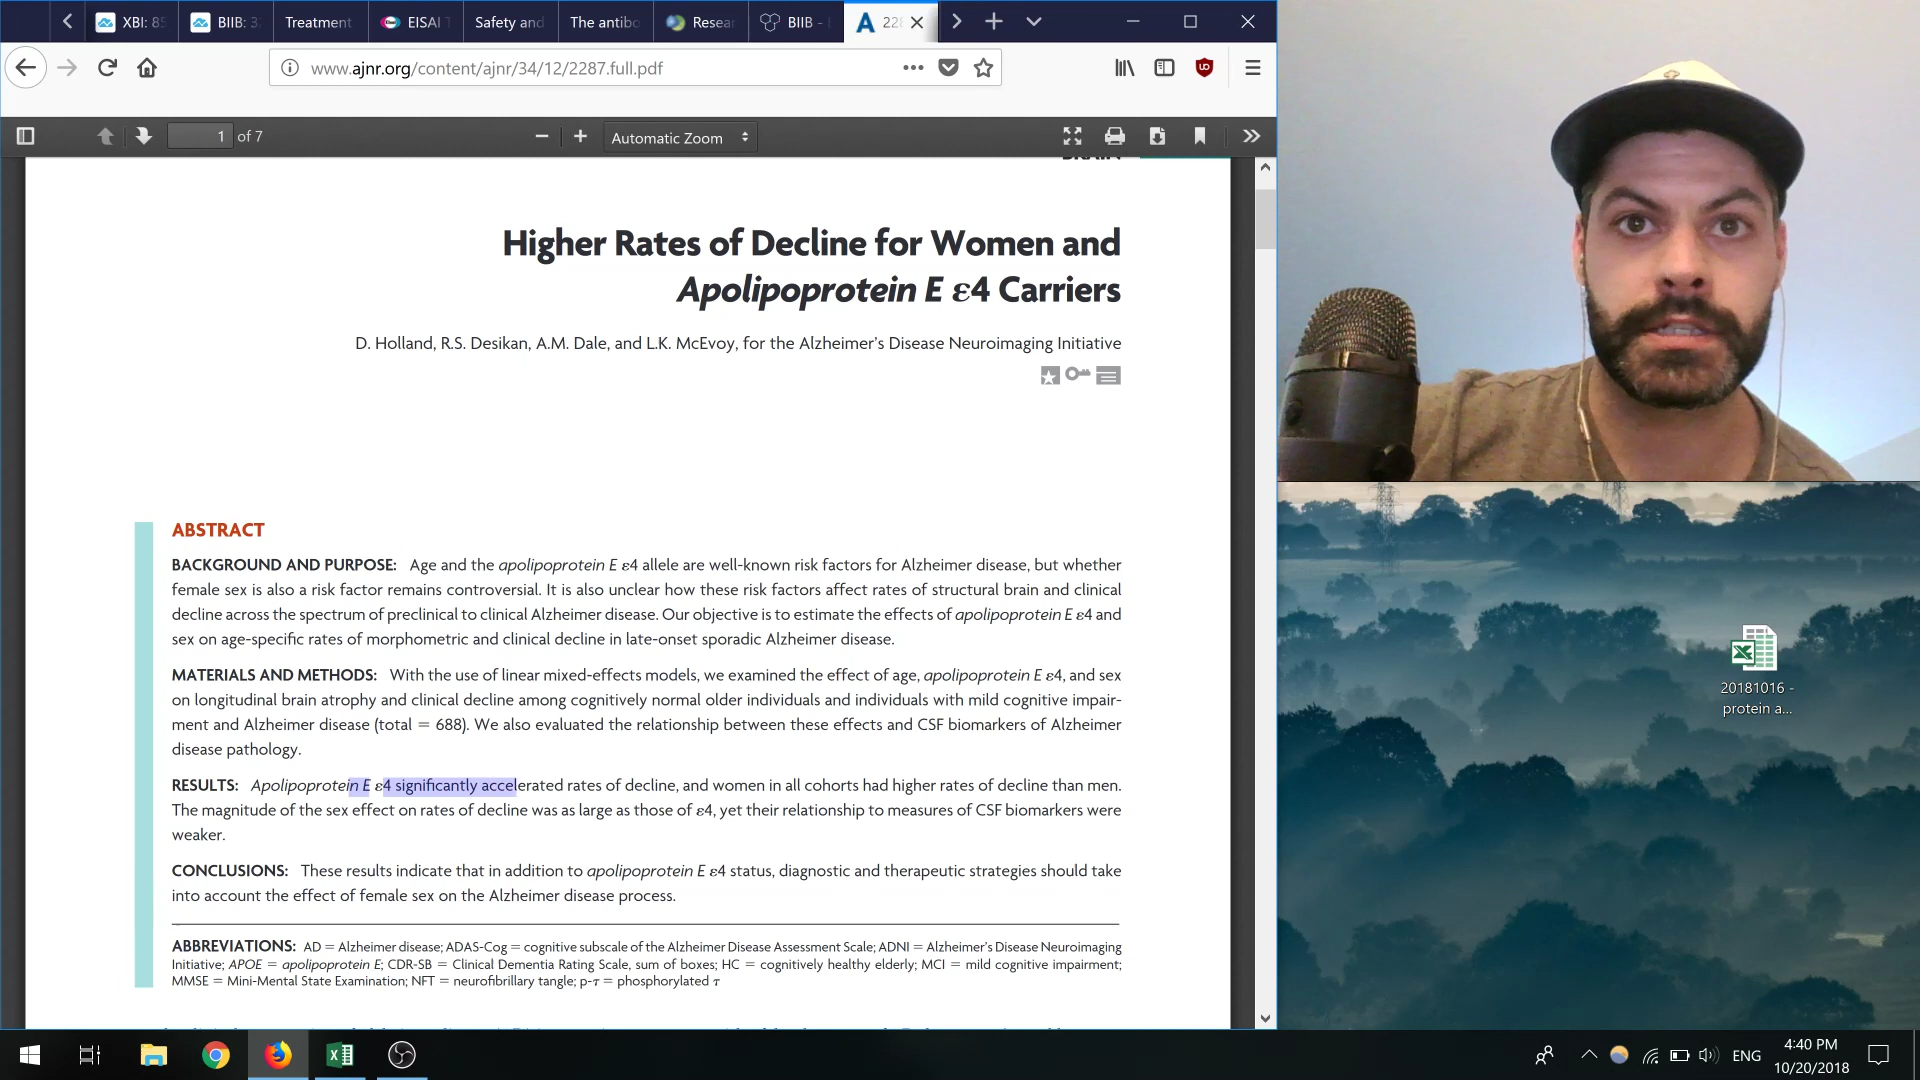 XBI: 85
BIIB: 3
Treatment
EISAI
Safety and
The antibo
Resear
BIIB -
228
www.ajnr.org/content/ajnr/34/12/2287.full.pdf
1 of 7
Automatic Zoom
BRAIN
Higher Rates of Decline for Women and
Apolipoprotein E ε4 Carriers
D. Holland, R.S. Desikan, A.M. Dale, and L.K. McEvoy, for the Alzheimer's Disease Neuroimaging Initiative
ABSTRACT
BACKGROUND AND PURPOSE: Age and the apolipoprotein E ε4 allele are well-known risk factors for Alzheimer disease, but whether
female sex is also a risk factor remains controversial. It is also unclear how these risk factors affect rates of structural brain and clinical
decline across the spectrum of preclinical to clinical Alzheimer disease. Our objective is to estimate the effects of apolipoprotein E ε4 and
sex on age-specific rates of morphometric and clinical decline in late-onset sporadic Alzheimer disease.
MATERIALS AND METHODS: With the use of linear mixed-effects models, we examined the effect of age, apolipoprotein E ε4, and sex
on longitudinal brain atrophy and clinical decline among cognitively normal older individuals and individuals with mild cognitive impair-
ment and Alzheimer disease (total = 688). We also evaluated the relationship between these effects and CSF biomarkers of Alzheimer
disease pathology.
RESULTS: Apolipoprotein E ε4 significantly accelerated rates of decline, and women in all cohorts had higher rates of decline than men.
The magnitude of the sex effect on rates of decline was as large as those of ε4, yet their relationship to measures of CSF biomarkers were
weaker.
CONCLUSIONS: These results indicate that in addition to apolipoprotein E ε4 status, diagnostic and therapeutic strategies should take
into account the effect of female sex on the Alzheimer disease process.
ABBREVIATIONS: AD = Alzheimer disease; ADAS-Cog = cognitive subscale of the Alzheimer Disease Assessment Scale; ADNI = Alzheimer's Disease Neuroimaging
Initiative; APOE = apolipoprotein E; CDR-SB = Clinical Dementia Rating Scale, sum of boxes; HC = cognitively healthy elderly; MCI = mild cognitive impairment;
MMSE = Mini-Mental State Examination; NFT = neurofibrillary tangle; p-τ = phosphorylated τ
20181016 -
protein a...
ENG
4:40 PM
10/20/2018